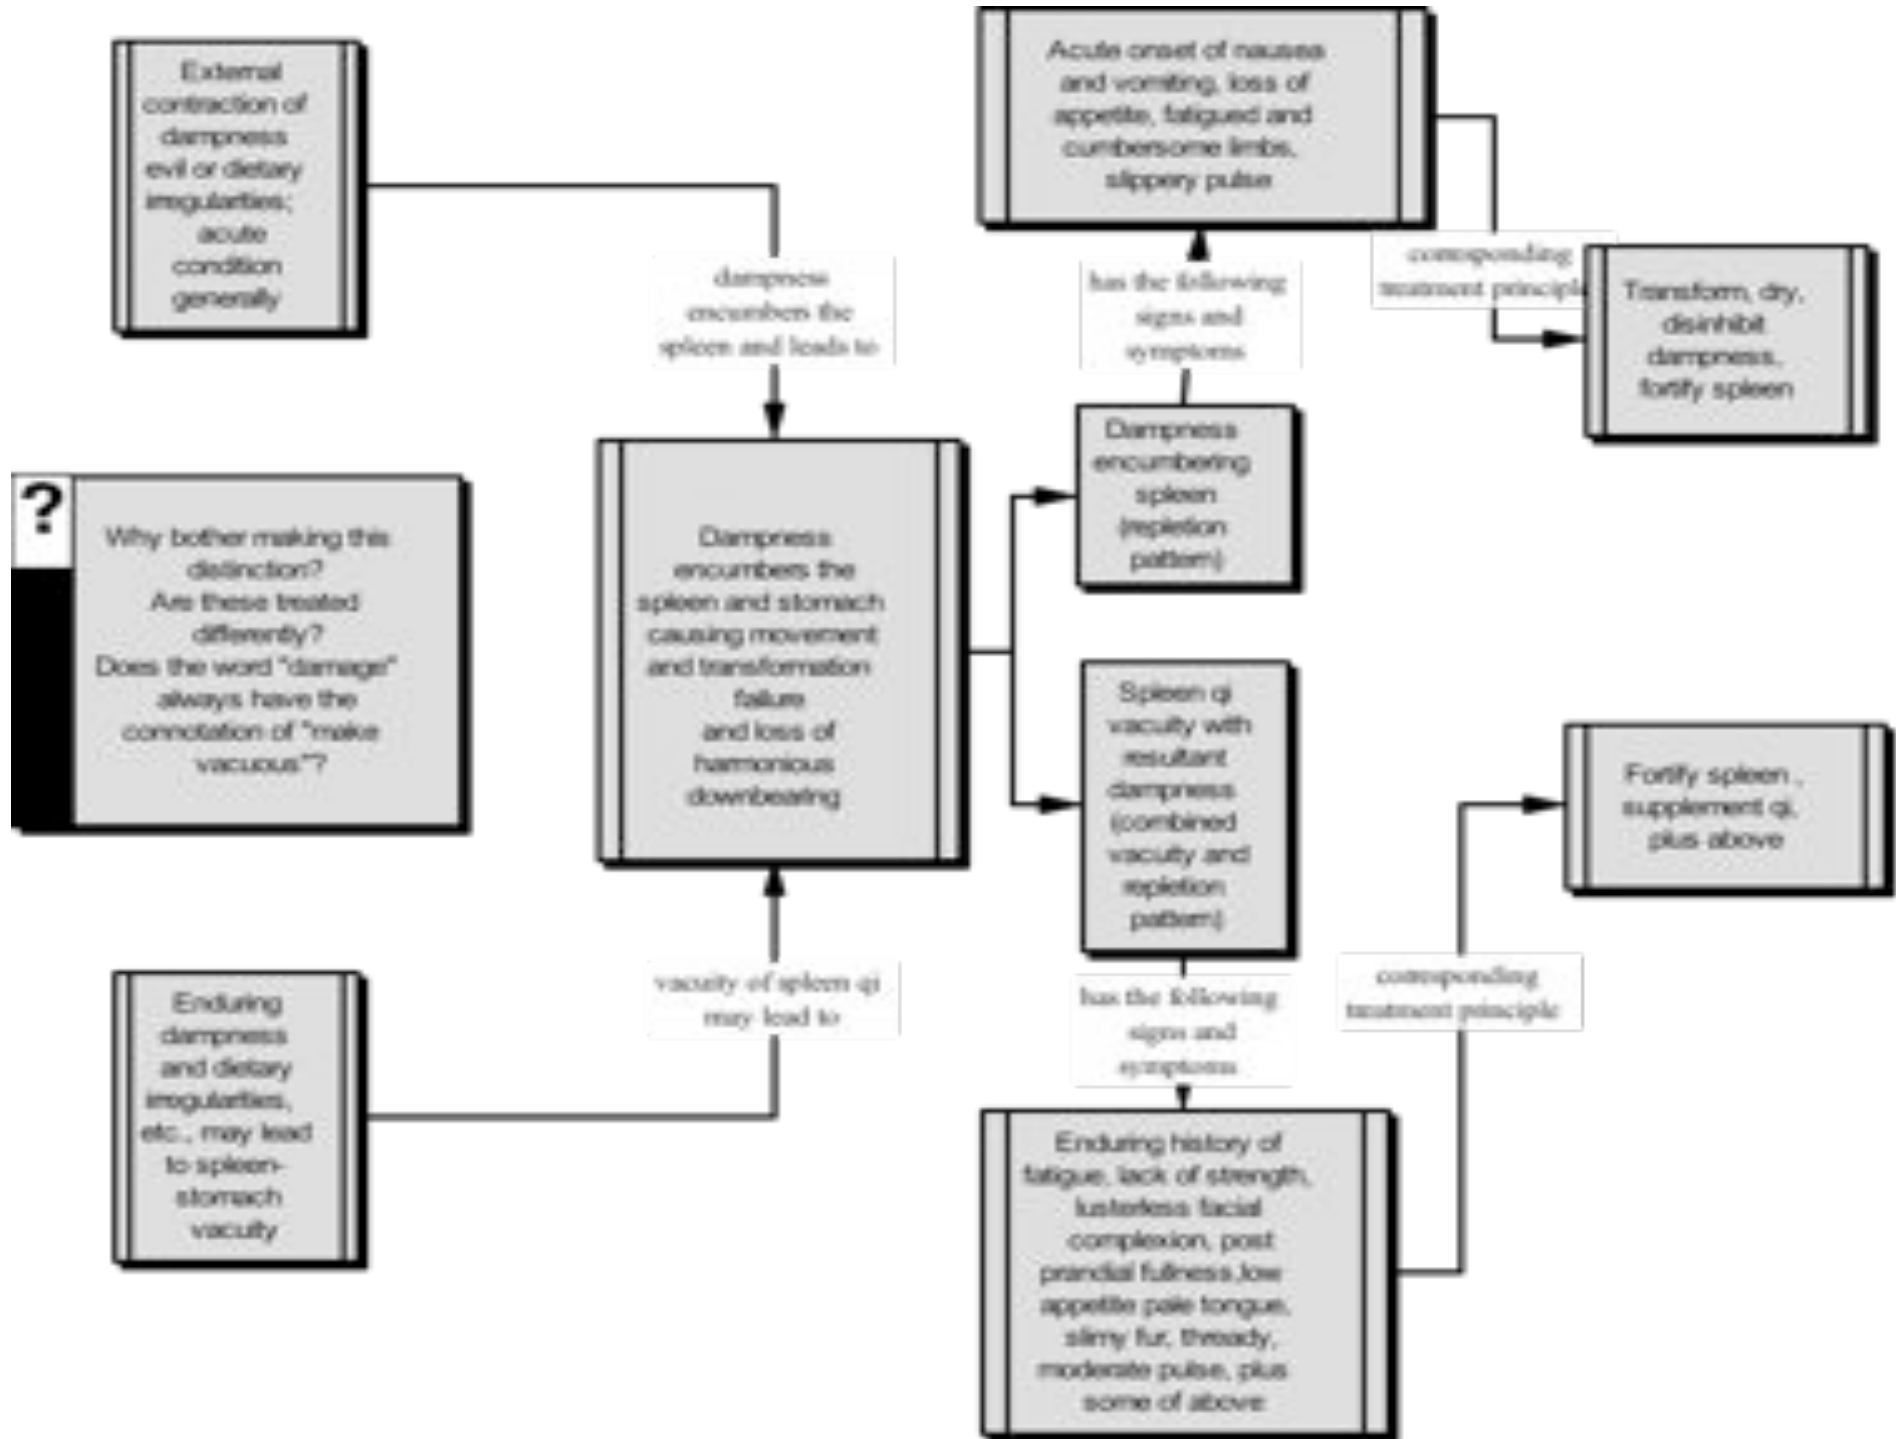 External
contraction of
dampness
evil or dietary
irregularities;
acute
condition
generally
dampness
encumbers the
spleen and leads to
?
Why bother making this
distinction?
Are these treated
differently?
Does the word "damage"
always have the
connotation of "make
vacuous"?
Dampness
encumbers the
spleen and stomach
causing movement
and transformation
failure
and loss of
harmonious
downbearing
Enduring
dampness
and dietary
irregularities,
etc., may lead
to spleen-
stomach
vacuity
vacuity of spleen qi
may lead to
Acute onset of nausea
and vomiting, loss of
appetite, fatigued and
cumbersome limbs,
slippery pulse
has the following
signs and
symptoms
Dampness
encumbering
spleen
(repletion
pattern)
corresponding
treatment principle
Transform, dry,
disinhibit
dampness,
fortify spleen
Spleen qi
vacuity with
resultant
dampness
(combined
vacuity and
repletion
pattern)
has the following
signs and
symptoms
Enduring history of
fatigue, lack of strength,
lusterless facial
complexion, post
prandial fullness,low
appetite pale tongue,
slimy fur, thready,
moderate pulse, plus
some of above
corresponding
treatment principle
Fortify spleen ,
supplement qi,
plus above